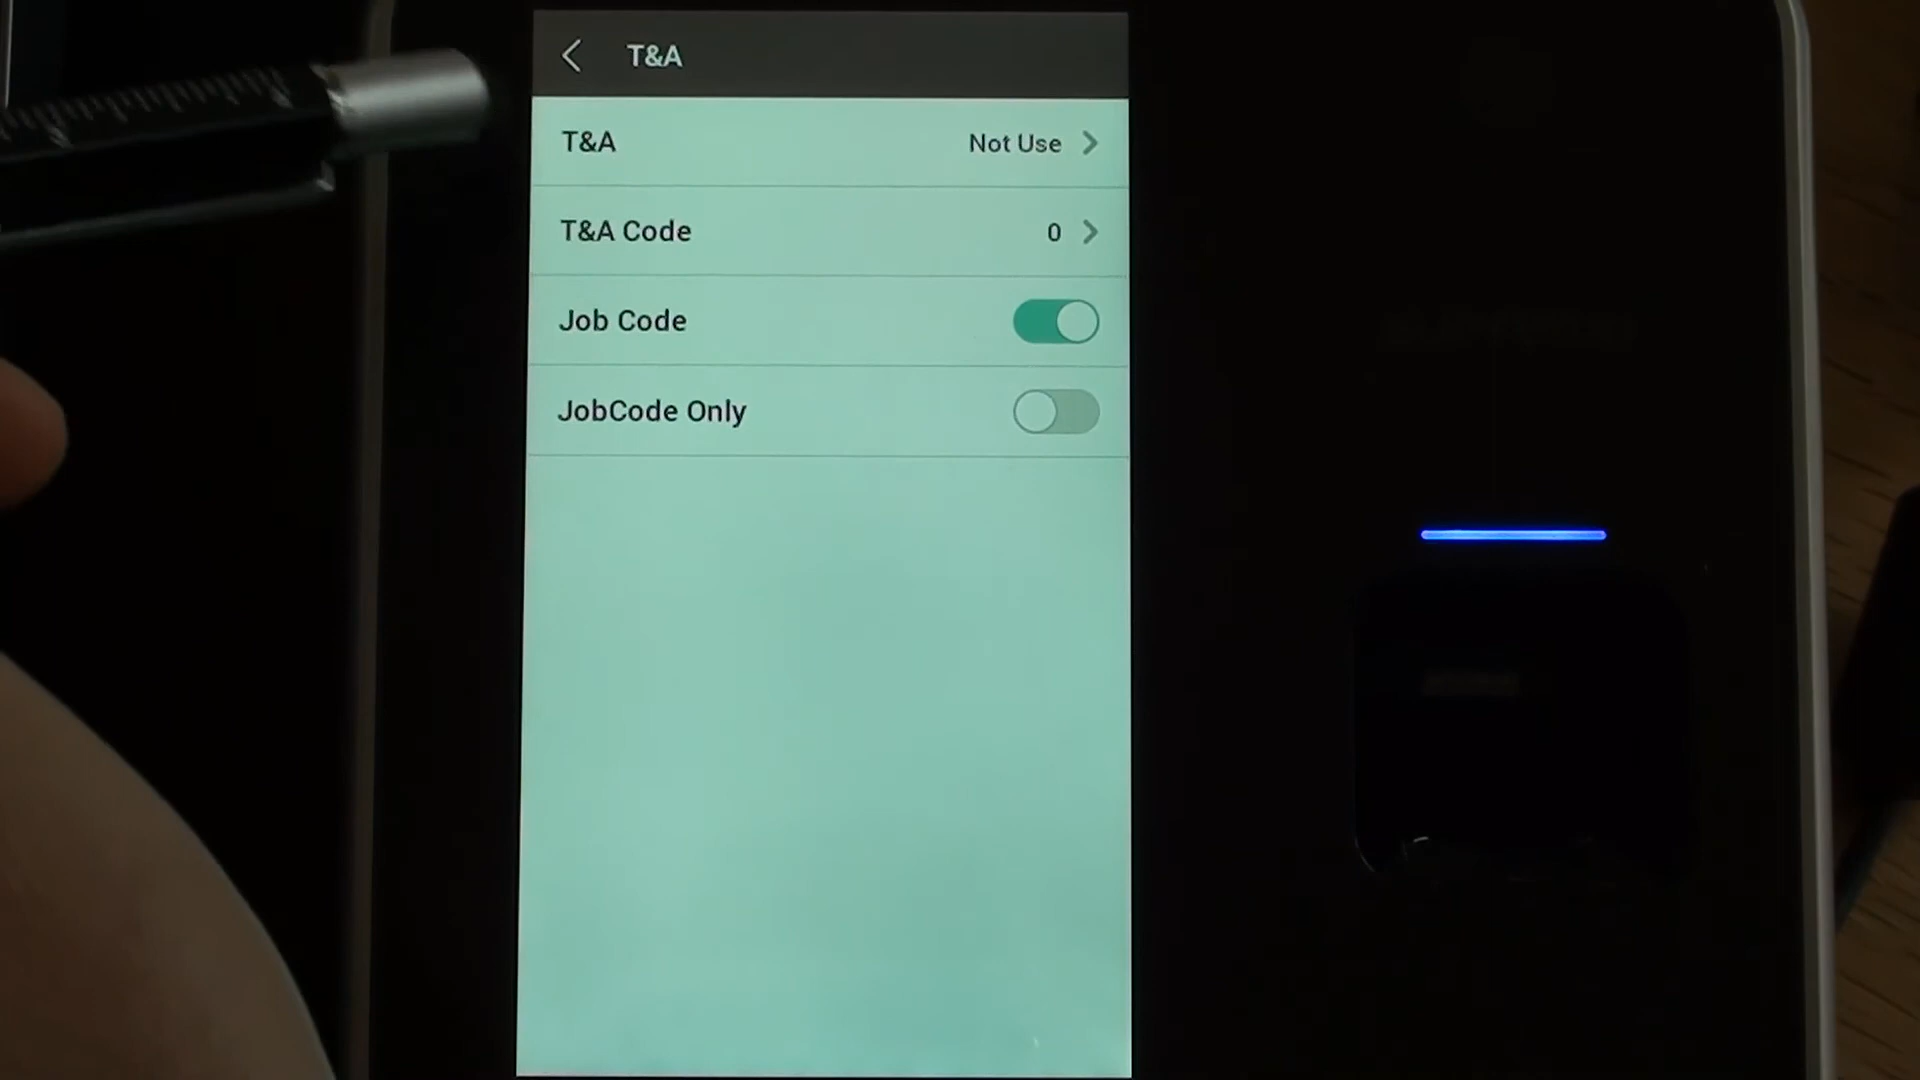 T&A
T&A Not Use
T&A Code 0
Job Code
JobCode Only